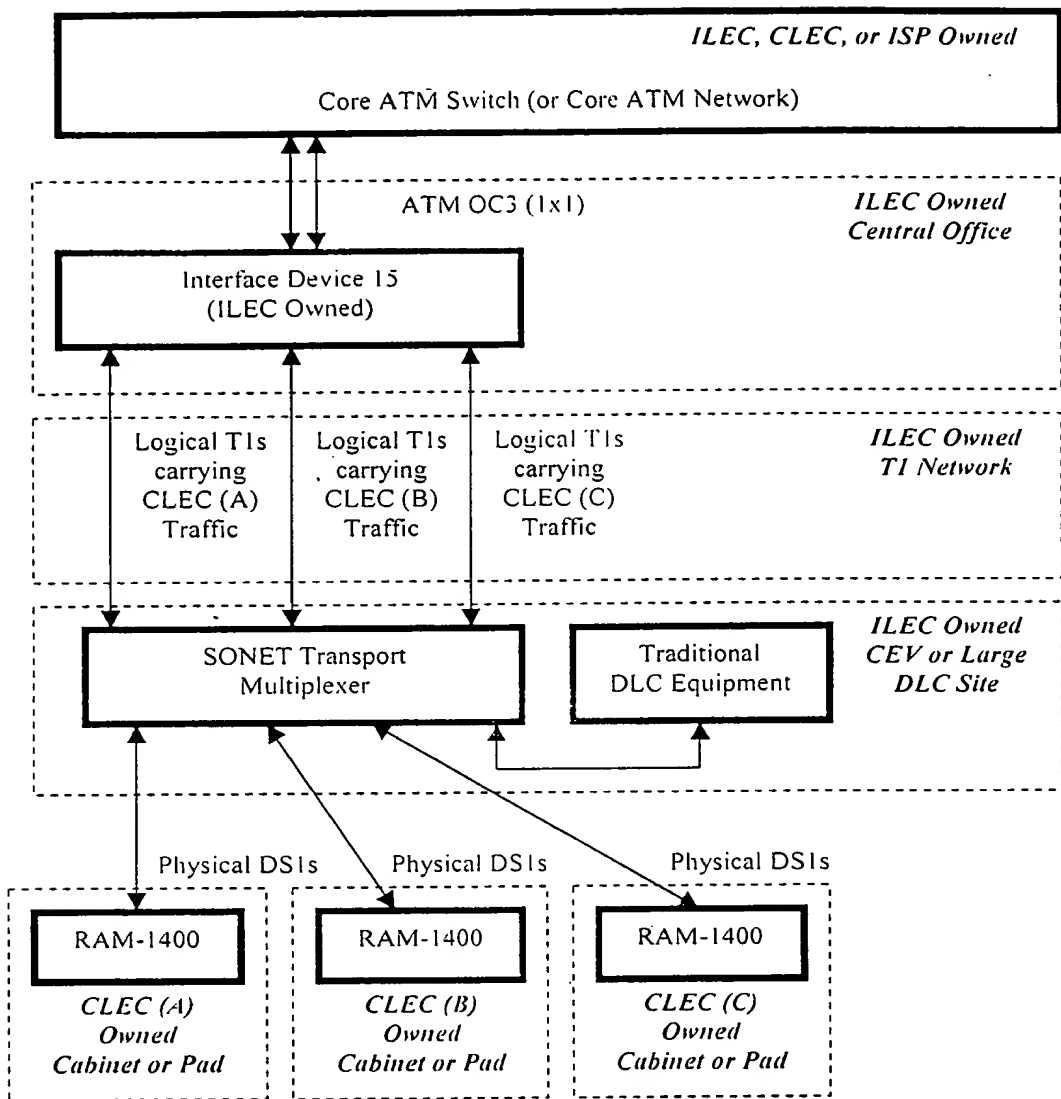 ILEC, CLEC, or ISP Owned
Core ATM Switch (or Core ATM Network)
ATM OC3 (1x1)
ILEC Owned
Central Office
Interface Device 15
(ILEC Owned)
Logical T1s
carrying
CLEC (A)
Traffic
Logical T1s
carrying
CLEC (B)
Traffic
Logical T1s
carrying
CLEC (C)
Traffic
ILEC Owned
T1 Network
SONET Transport
Multiplexer
Traditional
DLC Equipment
ILEC Owned
CEV or Large
DLC Site
Physical DS1s
Physical DS1s
Physical DS1s
RAM-1400
CLEC (A)
Owned
Cabinet or Pad
RAM-1400
CLEC (B)
Owned
Cabinet or Pad
RAM-1400
CLEC (C)
Owned
Cabinet or Pad